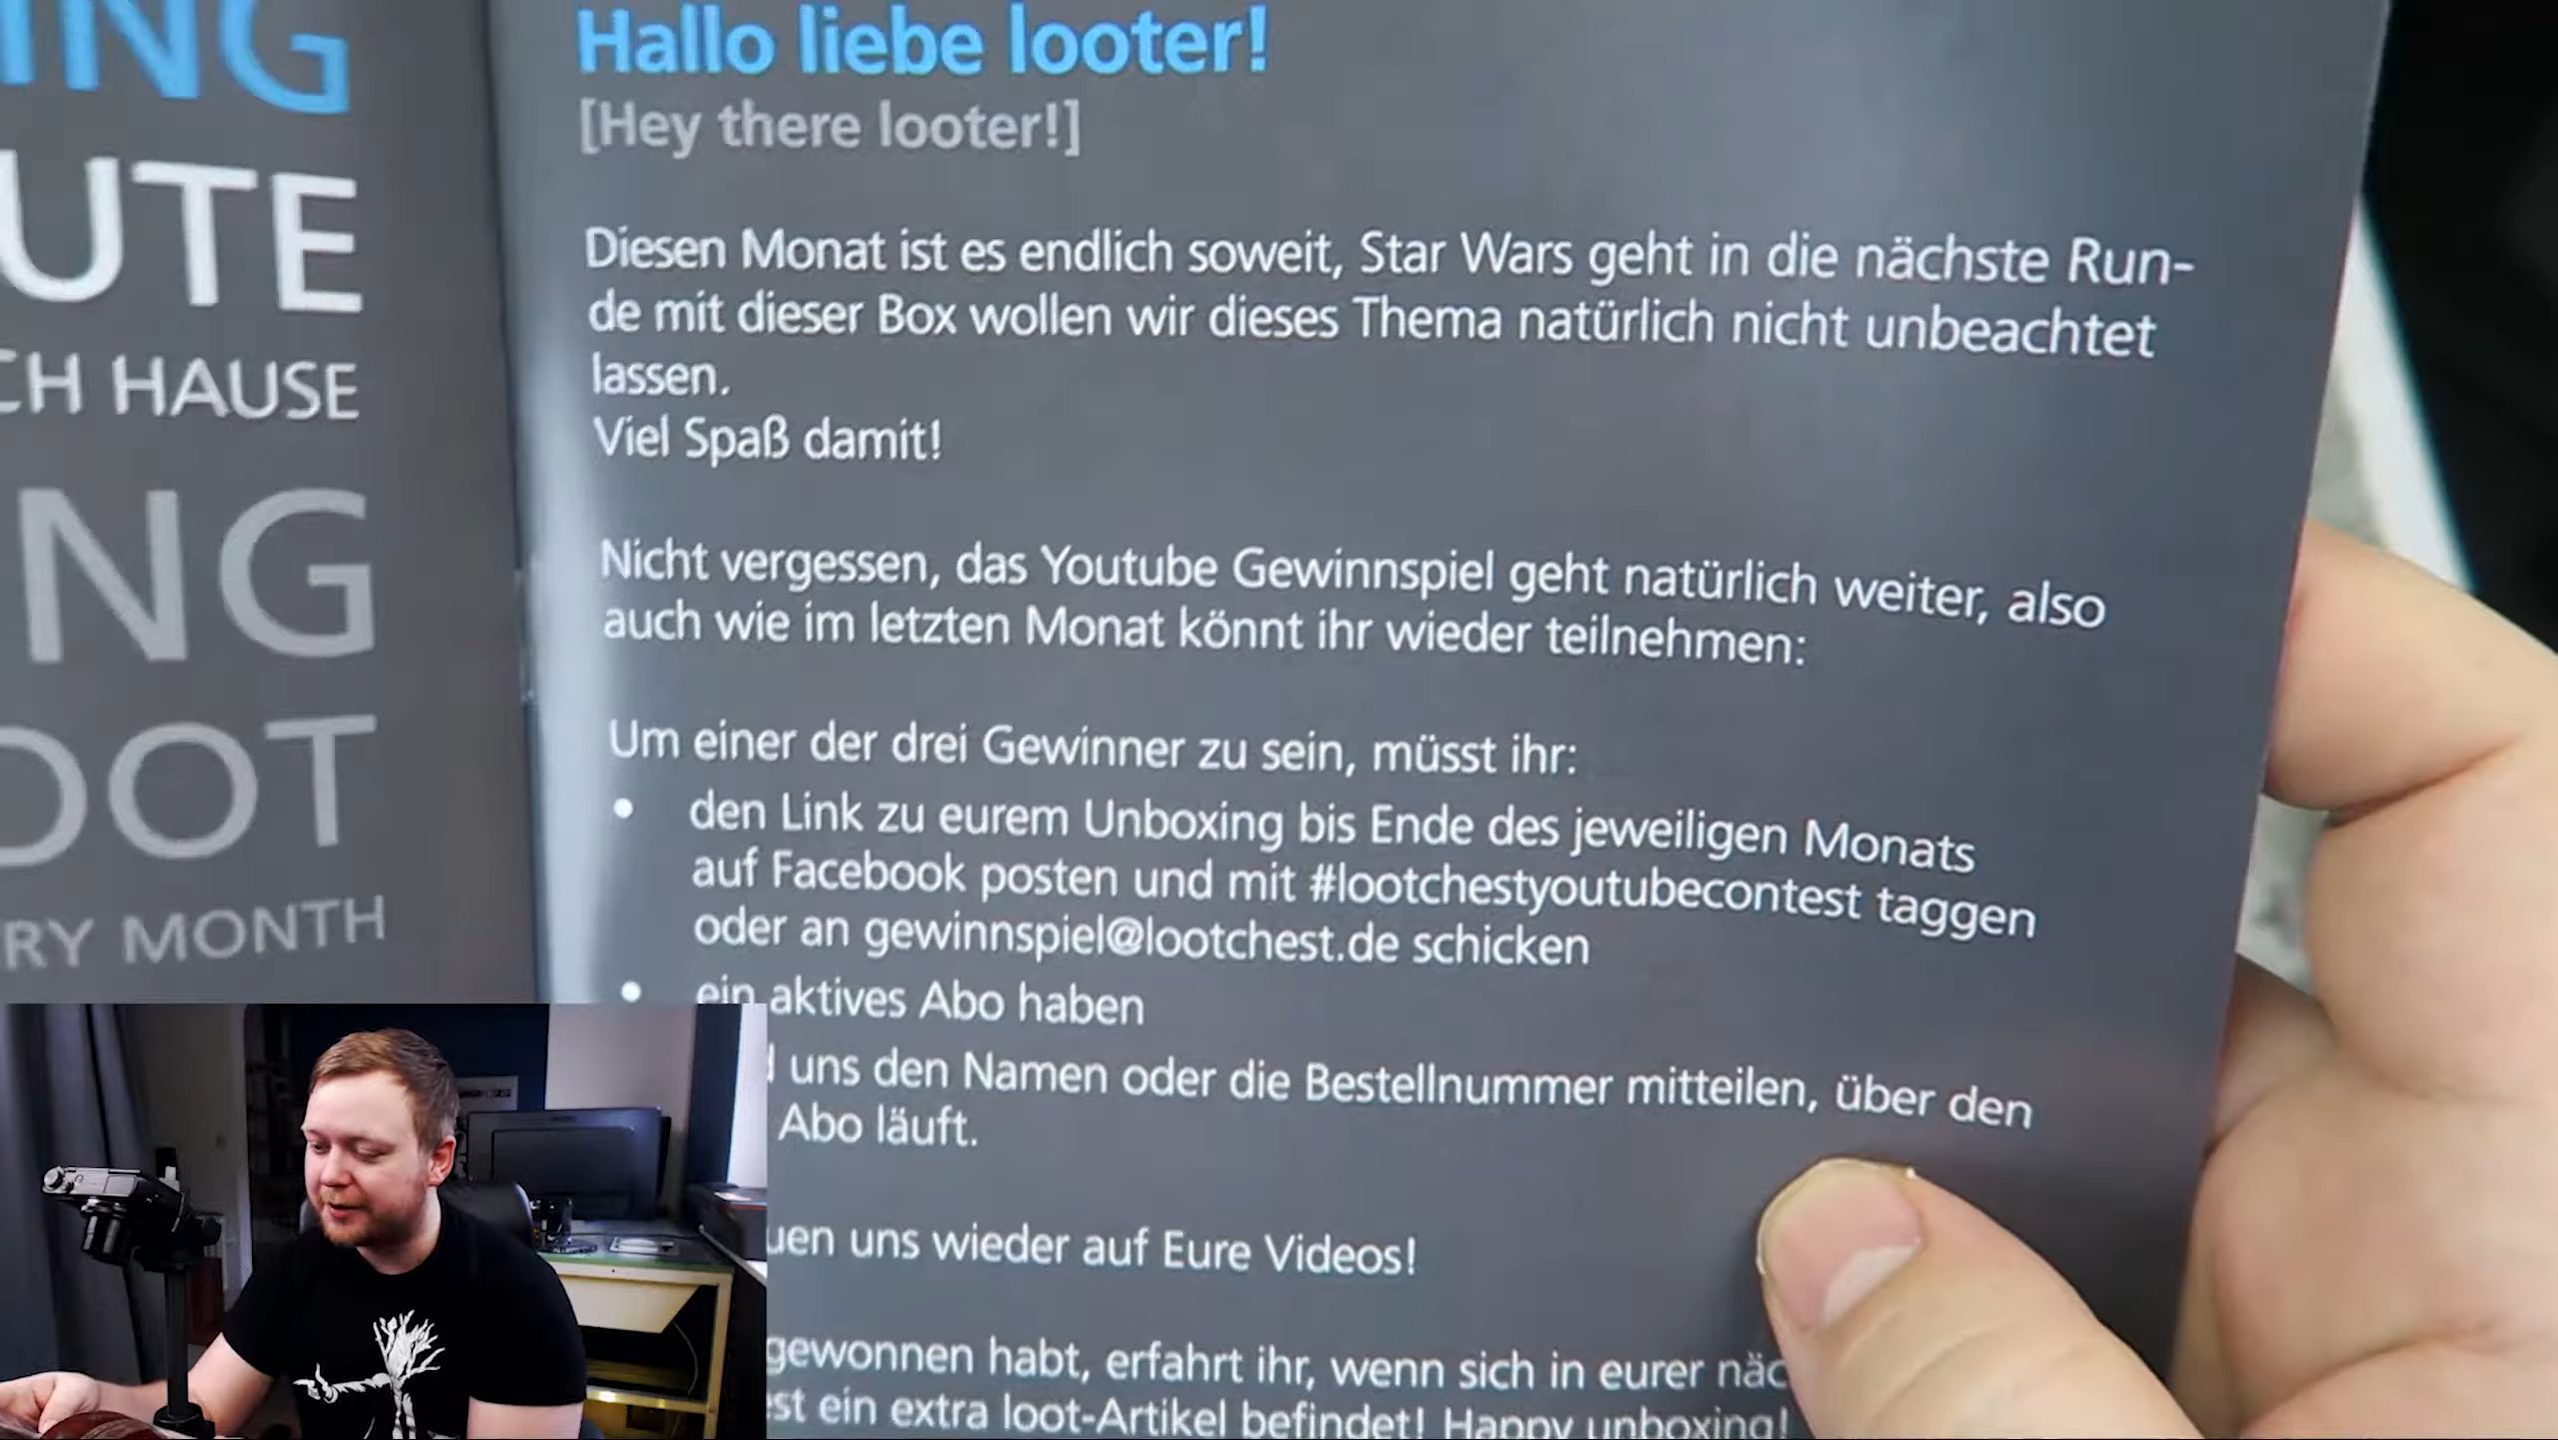 ING
UTE
CH HAUSE
NG
OOT
RY MONTH
Hallo liebe looter!
[Hey there looter!]
Diesen Monat ist es endlich soweit, Star Wars geht in die nächste Run-
de mit dieser Box wollen wir dieses Thema natürlich nicht unbeachtet
lassen.
Viel Spaß damit!
Nicht vergessen, das Youtube Gewinnspiel geht natürlich weiter, also
auch wie im letzten Monat könnt ihr wieder teilnehmen:
Um einer der drei Gewinner zu sein, müsst ihr:
• den Link zu eurem Unboxing bis Ende des jeweiligen Monats
auf Facebook posten und mit #lootchestyoutubecontest taggen
oder an gewinnspiel@lootchest.de schicken
• ein aktives Abo haben
uns den Namen oder die Bestellnummer mitteilen, über den
Abo läuft.
uen uns wieder auf Eure Videos!
gewonnen habt, erfahrt ihr, wenn sich in eurer näc
st ein extra loot-Artikel befindet! Happy unboxing!